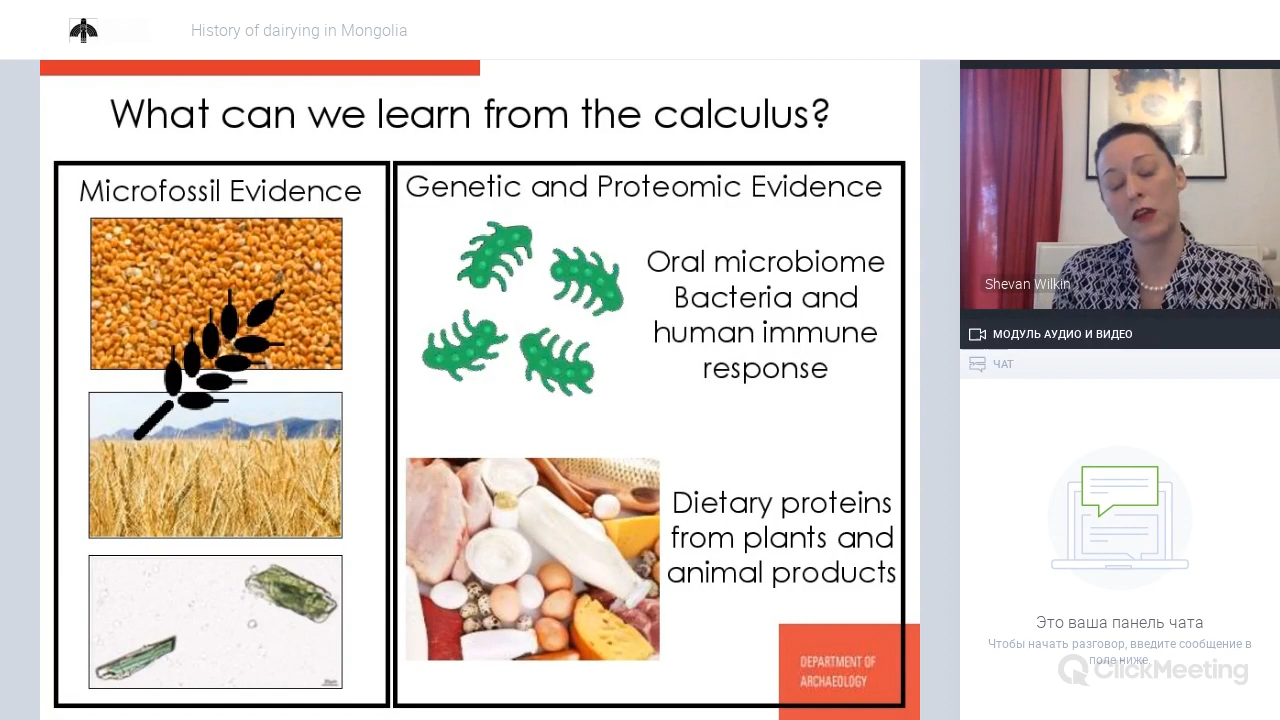 History of dairying in Mongolia
What can we learn from the calculus?
Microfossil Evidence
Genetic and Proteomic Evidence
Oral microbiome
Bacteria and
human immune
response
Dietary proteins
from plants and
animal products
DEPARTMENT OF
ARCHAEOLOGY
Shevan Wilkin
МОДУЛЬ АУДИО И ВИДЕО
ЧАТ
Это ваша панель чата
Чтобы начать разговор, введите сообщение в
поле ниже
ClickMeeting